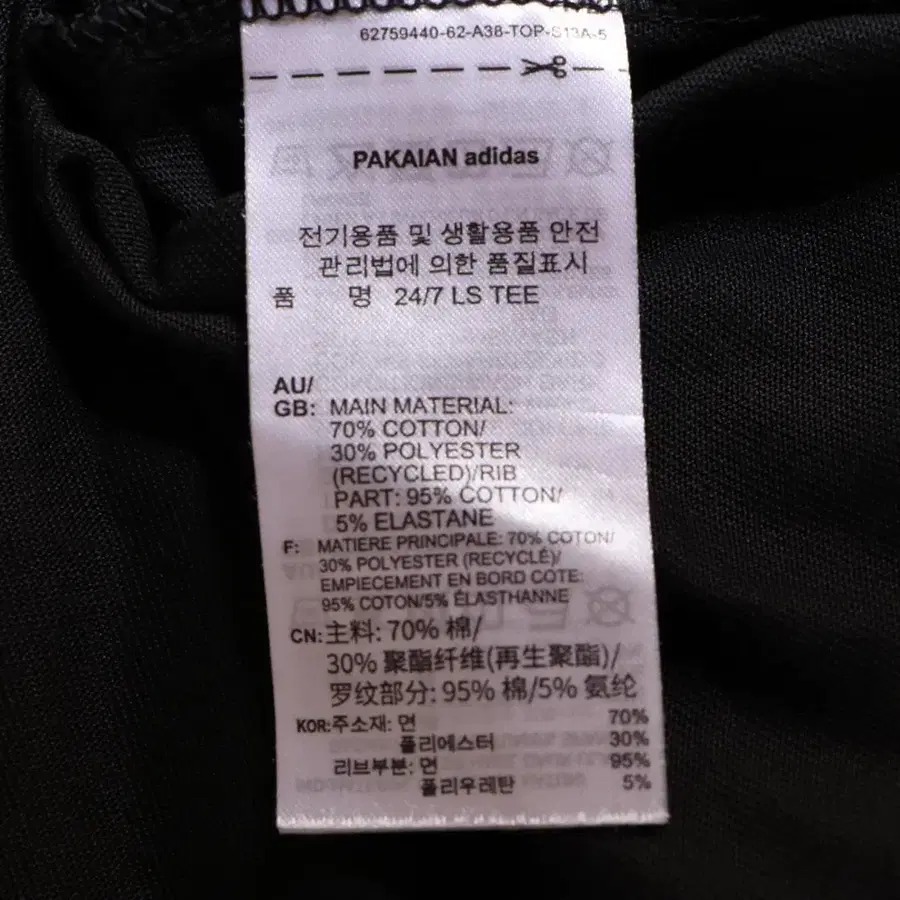 62759440-62-A38-TOP-S13A-5
PAKAIAN adidas
전기용품 및 생활용품 안전
관리법에 의한 품질표시
품 명 24/7 LS TEE
AU/
GB: MAIN MATERIAL:
70% COTTON/
30% POLYESTER
(RECYCLED)/RIB
PART: 95% COTTON/
5% ELASTANE
F: MATIERE PRINCIPALE: 70% COTON/
30% POLYESTER (RECYCLÉ)/
EMPIECEMENT EN BORD COTE:
95% COTON/5% ÉLASTHANNE
CN: 主料: 70% 棉/
30% 聚酯纤维(再生聚酯)/
罗纹部分: 95% 棉/5% 氨纶
KOR: 주소재: 면 70%
폴리에스터 30%
리브부분: 면 95%
폴리우레탄 5%